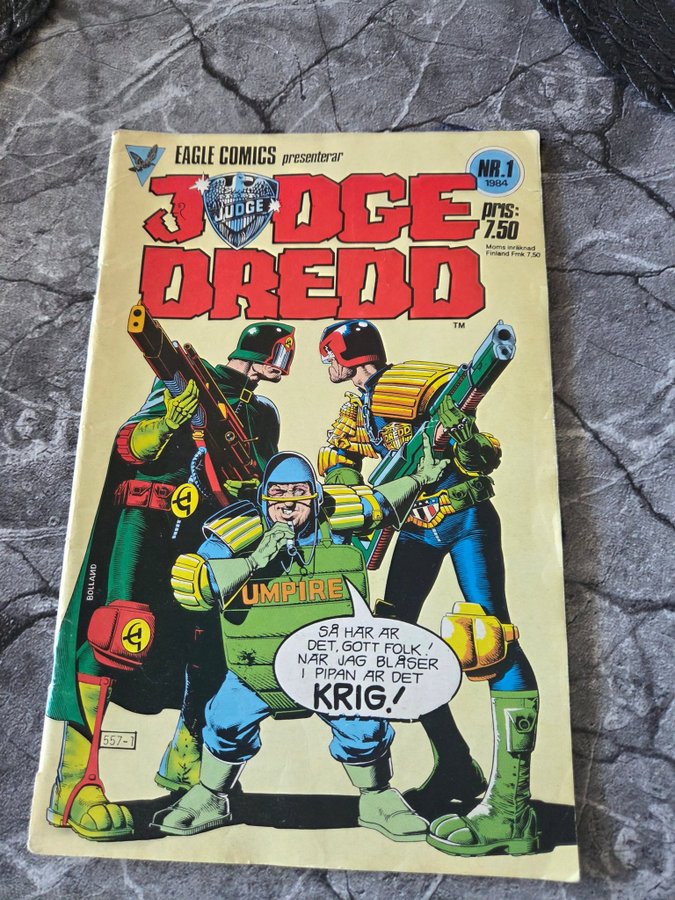 EAGLE COMICS presenterar
NR.1
1984
JUDGE
JUDGE
DREDD
TM
pris:
7.50
Moms inräknad
Finland Fmk 7,50
DREDD
BOLLAND
UMPIRE
SÅ HÄR ÄR
DET, GOTT FOLK!
NÄR JAG BLÅSER
I PIPAN ÄR DET
KRIG!
557-1